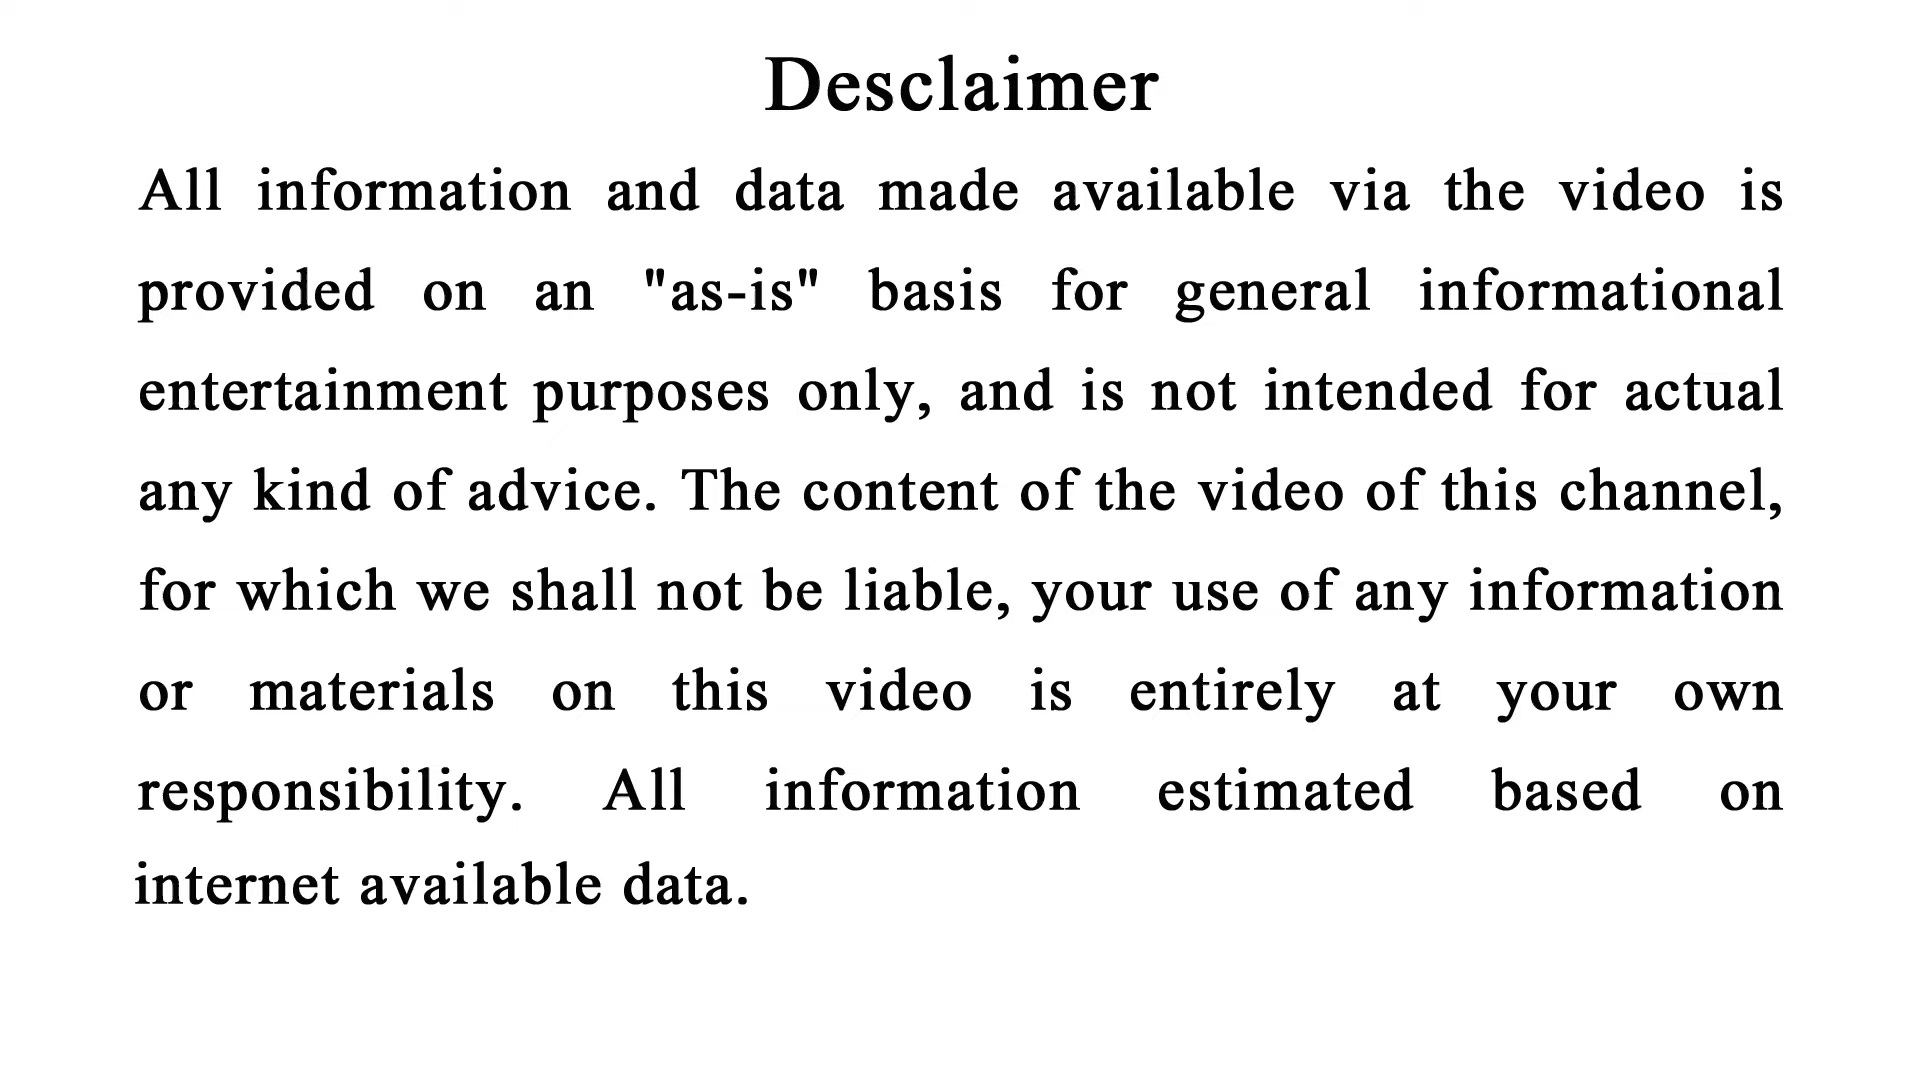 Desclaimer
All information and data made available via the video is
provided on an "as-is" basis for general informational
entertainment purposes only, and is not intended for actual
any kind of advice. The content of the video of this channel,
for which we shall not be liable, your use of any information
or materials on this video is entirely at your own
responsibility. All information estimated based on
internet available data.